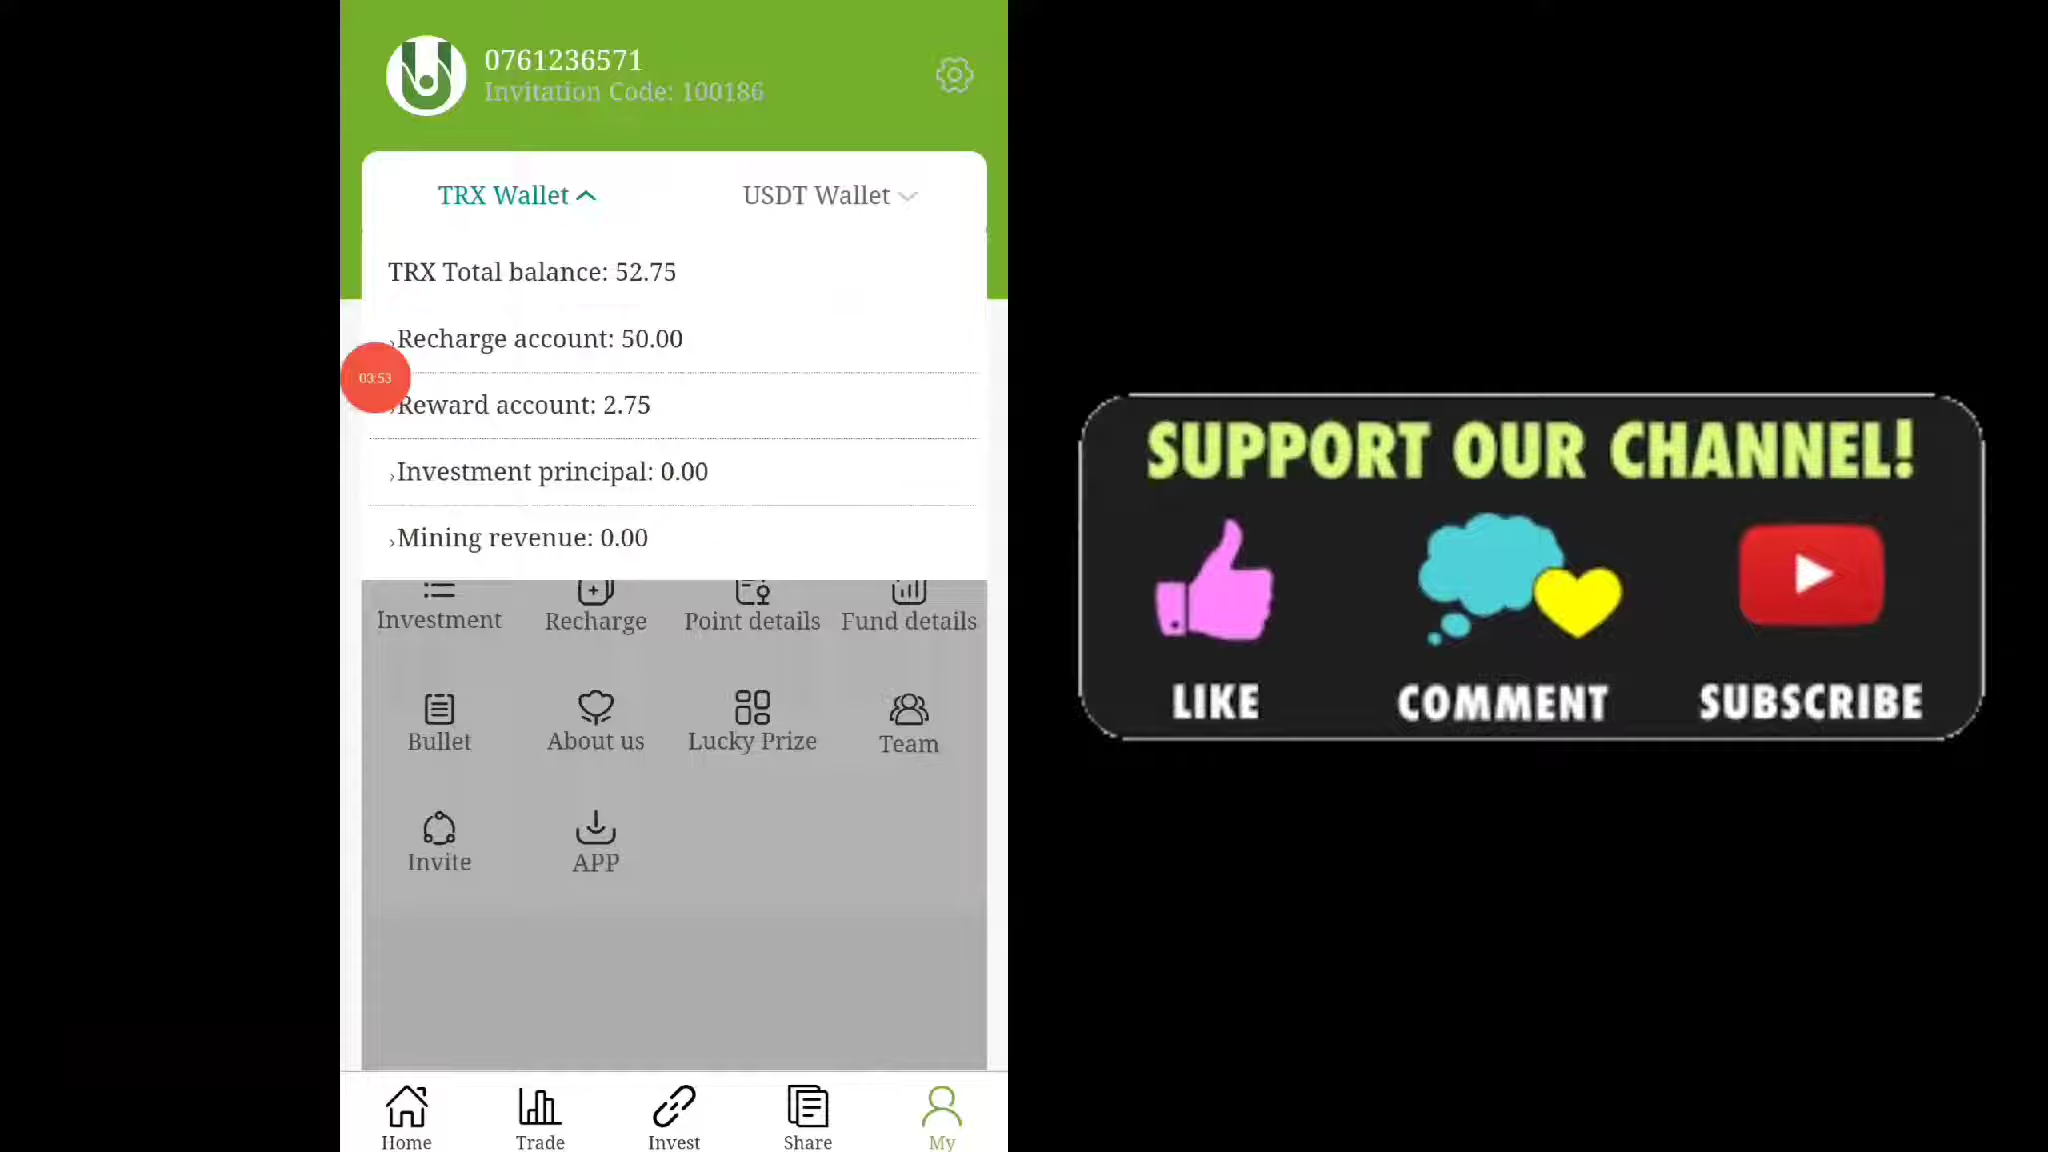 0761236571
Invitation Code: 100186
TRX Wallet
USDT Wallet
TRX Total balance: 52.75
›Recharge account: 50.00
03:53
›Reward account: 2.75
›Investment principal: 0.00
›Mining revenue: 0.00
Investment
Recharge
Point details
Fund details
Bullet
About us
Lucky Prize
Team
Invite
APP
Home
Trade
Invest
Share
My
SUPPORT OUR CHANNEL!
LIKE
COMMENT
SUBSCRIBE